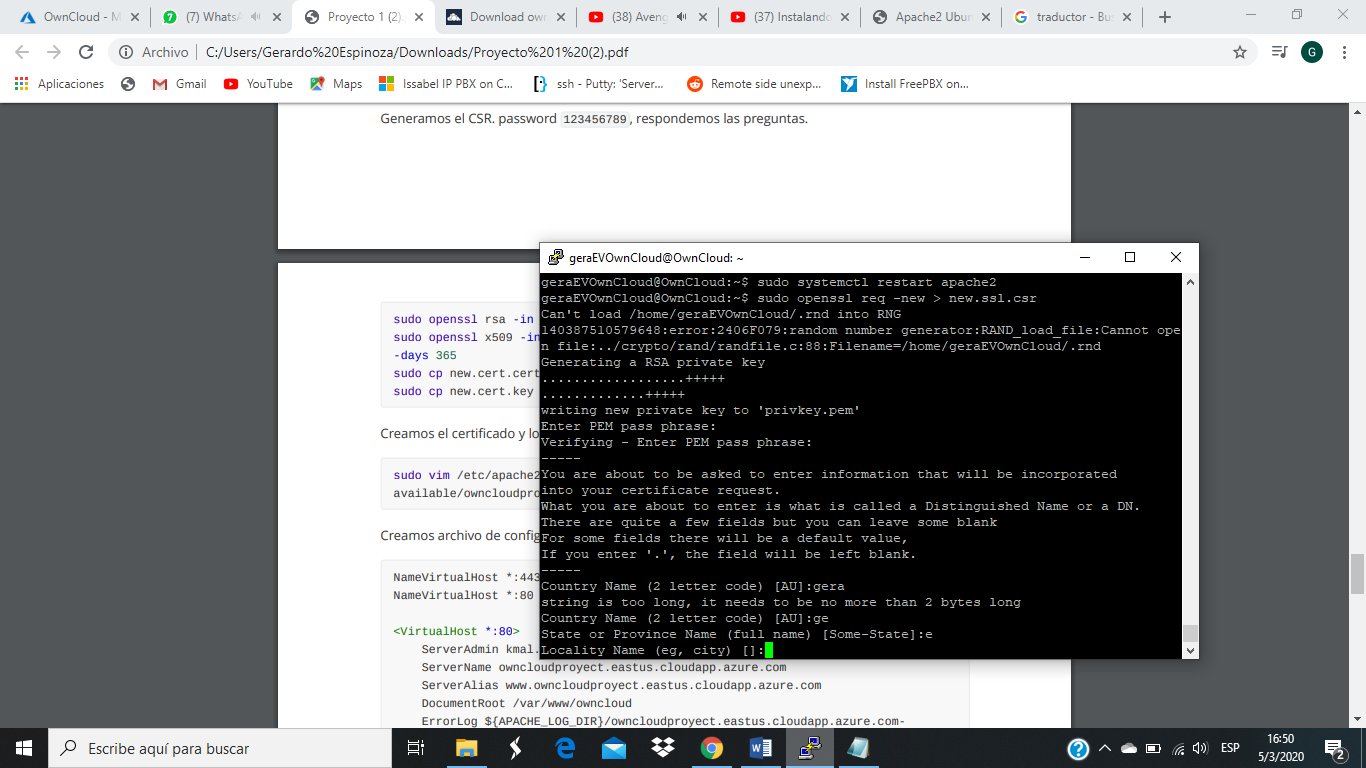 OwnCloud - M
(7) WhatsA
Proyecto 1 (2).
Download own
(38) Aveng
(37) Instalando
Apache2 Ubun
traductor - Bus
Archivo
C:/Users/Gerardo%20Espinoza/Downloads/Proyecto%201%20(2).pdf
G
Aplicaciones
Gmail
YouTube
Maps
Issabel IP PBX on C...
ssh - Putty: 'Server...
Remote side unexp...
Install FreePBX on...
Generamos el CSR. password 123456789, respondemos las preguntas.
sudo openssl rsa -in
sudo openssl x509 -in
-days 365
sudo cp new.cert.cert
sudo cp new.cert.key
Creamos el certificado y lo
sudo vim /etc/apache2
available/owncloudpro
Creamos archivo de config
NameVirtualHost *:443
NameVirtualHost *:80
<VirtualHost *:80>
ServerAdmin kmal.
ServerName owncloudproyect.eastus.cloudapp.azure.com
ServerAlias www.owncloudproyect.eastus.cloudapp.azure.com
DocumentRoot /var/www/owncloud
ErrorLog ${APACHE_LOG_DIR}/owncloudproyect.eastus.cloudapp.azure.com-
geraEVOwnCloud@OwnCloud: ~
geraEVOwnCloud@OwnCloud:~$ sudo systemctl restart apache2
geraEVOwnCloud@OwnCloud:~$ sudo openssl req -new > new.ssl.csr
Can't load /home/geraEVOwnCloud/.rnd into RNG
140387510579648:error:2406F079:random number generator:RAND_load_file:Cannot ope
n file:../crypto/rand/randfile.c:88:Filename=/home/geraEVOwnCloud/.rnd
Generating a RSA private key
..................+++++
.............+++++
writing new private key to 'privkey.pem'
Enter PEM pass phrase:
Verifying - Enter PEM pass phrase:
-----
You are about to be asked to enter information that will be incorporated
into your certificate request.
What you are about to enter is what is called a Distinguished Name or a DN.
There are quite a few fields but you can leave some blank
For some fields there will be a default value,
If you enter '.', the field will be left blank.
-----
Country Name (2 letter code) [AU]:gera
string is too long, it needs to be no more than 2 bytes long
Country Name (2 letter code) [AU]:ge
State or Province Name (full name) [Some-State]:e
Locality Name (eg, city) []:
Escribe aquí para buscar
ESP
16:50
5/3/2020
2